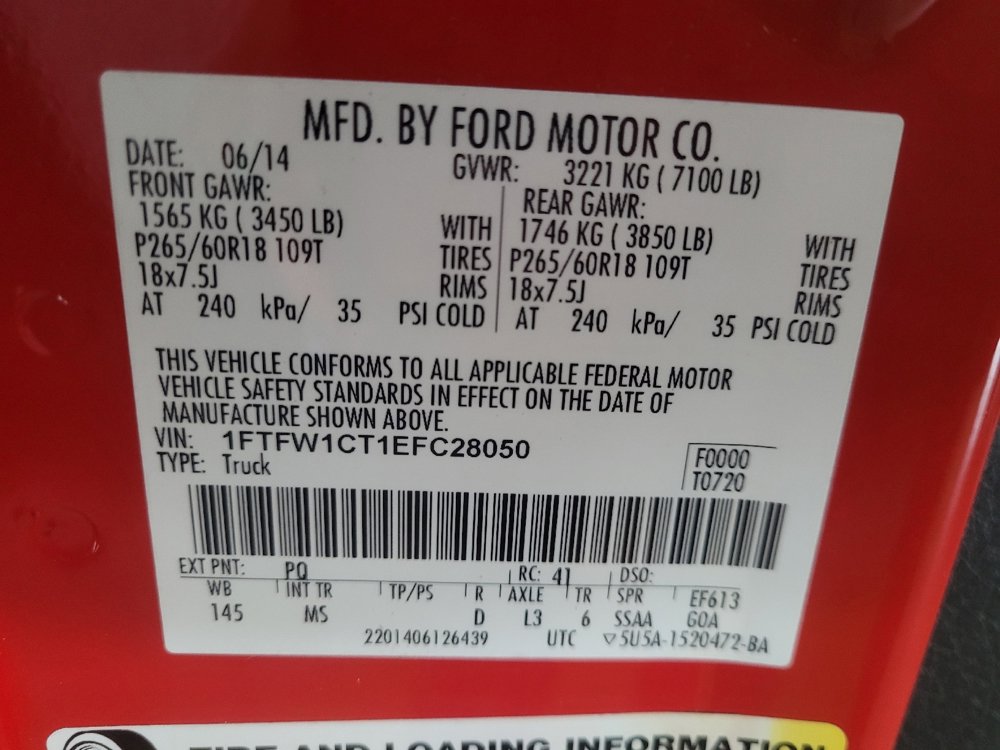 MFD. BY FORD MOTOR CO.
DATE: 06/14 GVWR: 3221 KG ( 7100 LB)
FRONT GAWR: REAR GAWR:
1565 KG ( 3450 LB) WITH 1746 KG ( 3850 LB) WITH
P265/60R18 109T TIRES P265/60R18 109T TIRES
18x7.5J RIMS 18x7.5J RIMS
AT 240 kPa/ 35 PSI COLD AT 240 kPa/ 35 PSI COLD
THIS VEHICLE CONFORMS TO ALL APPLICABLE FEDERAL MOTOR
VEHICLE SAFETY STANDARDS IN EFFECT ON THE DATE OF
MANUFACTURE SHOWN ABOVE.
VIN: 1FTFW1CT1EFC28050
TYPE: Truck
F0000
T0720
EXT PNT: PQ RC: 41 DSO:
WB INT TR TP/PS R AXLE TR SPR EF613
145 MS D L3 6 SSAA GOA
2201406126439 UTC ▽5U5A-1520472-BA
TIRE AND LOADING INFORMATION